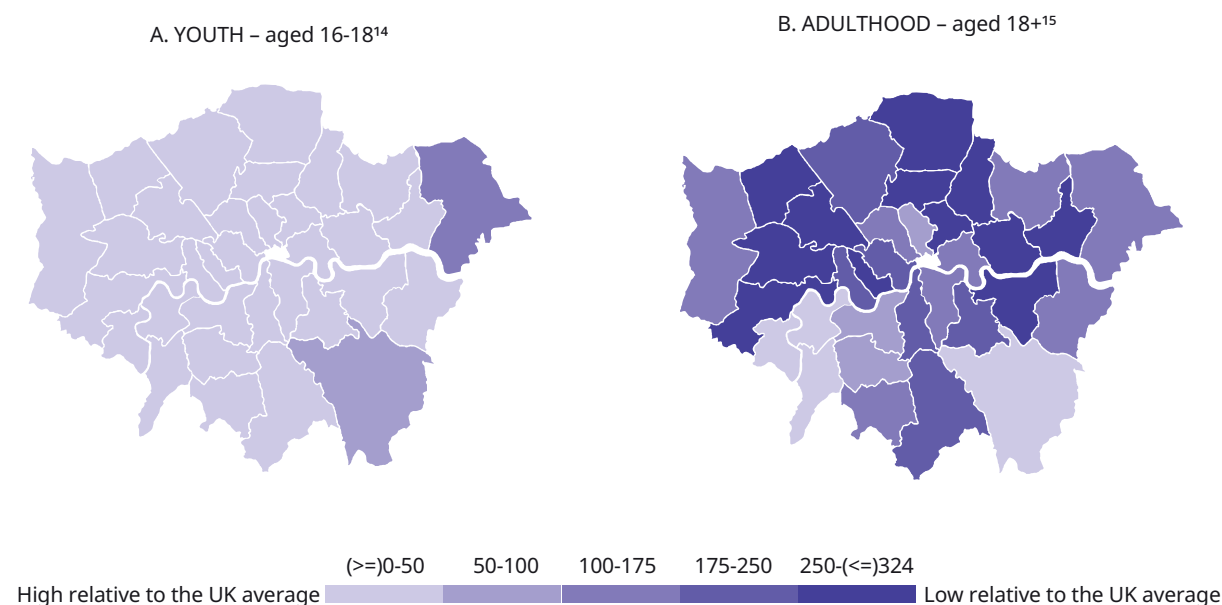 A. YOUTH – aged 16-18¹⁴
B. ADULTHOOD – aged 18+¹⁵
(>=)0-50 50-100 100-175 175-250 250-(<=)324
High relative to the UK average Low relative to the UK average